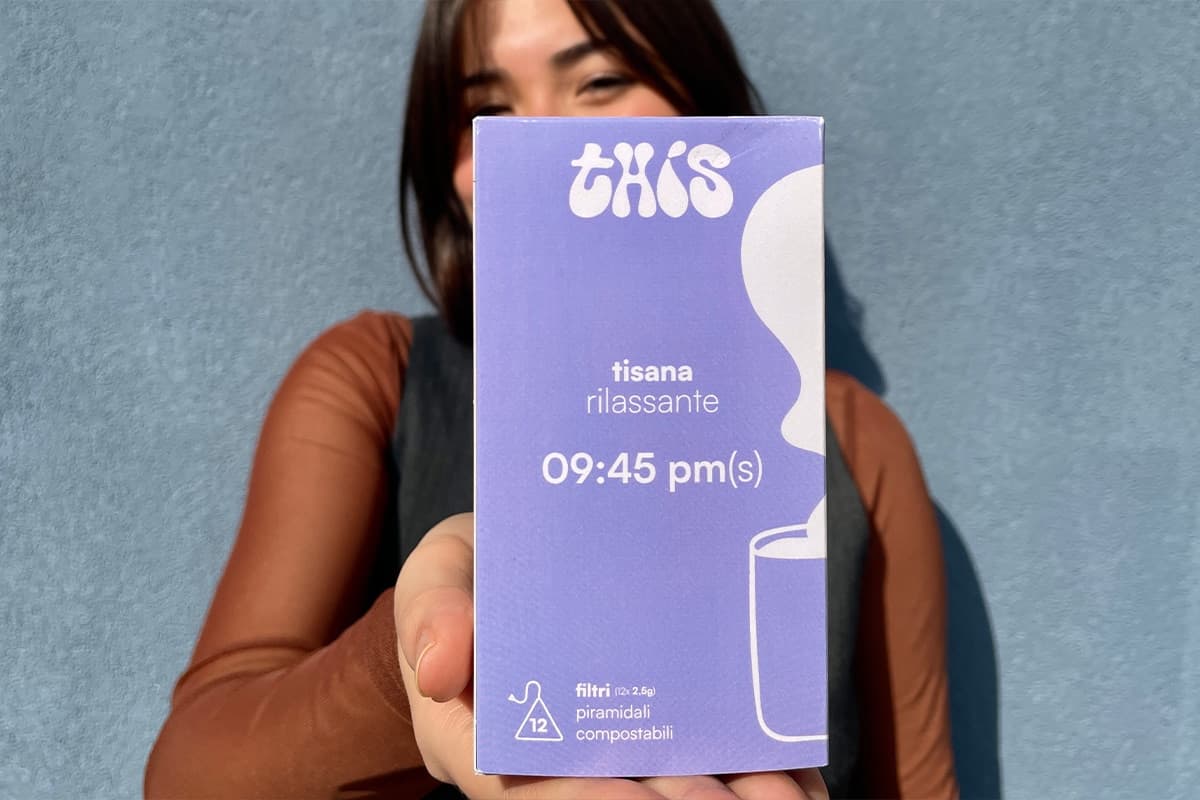 tHis
tisana
rilassante
09:45 pm(s)
filtri (12x 2,5g)
piramidali
12
compostabili